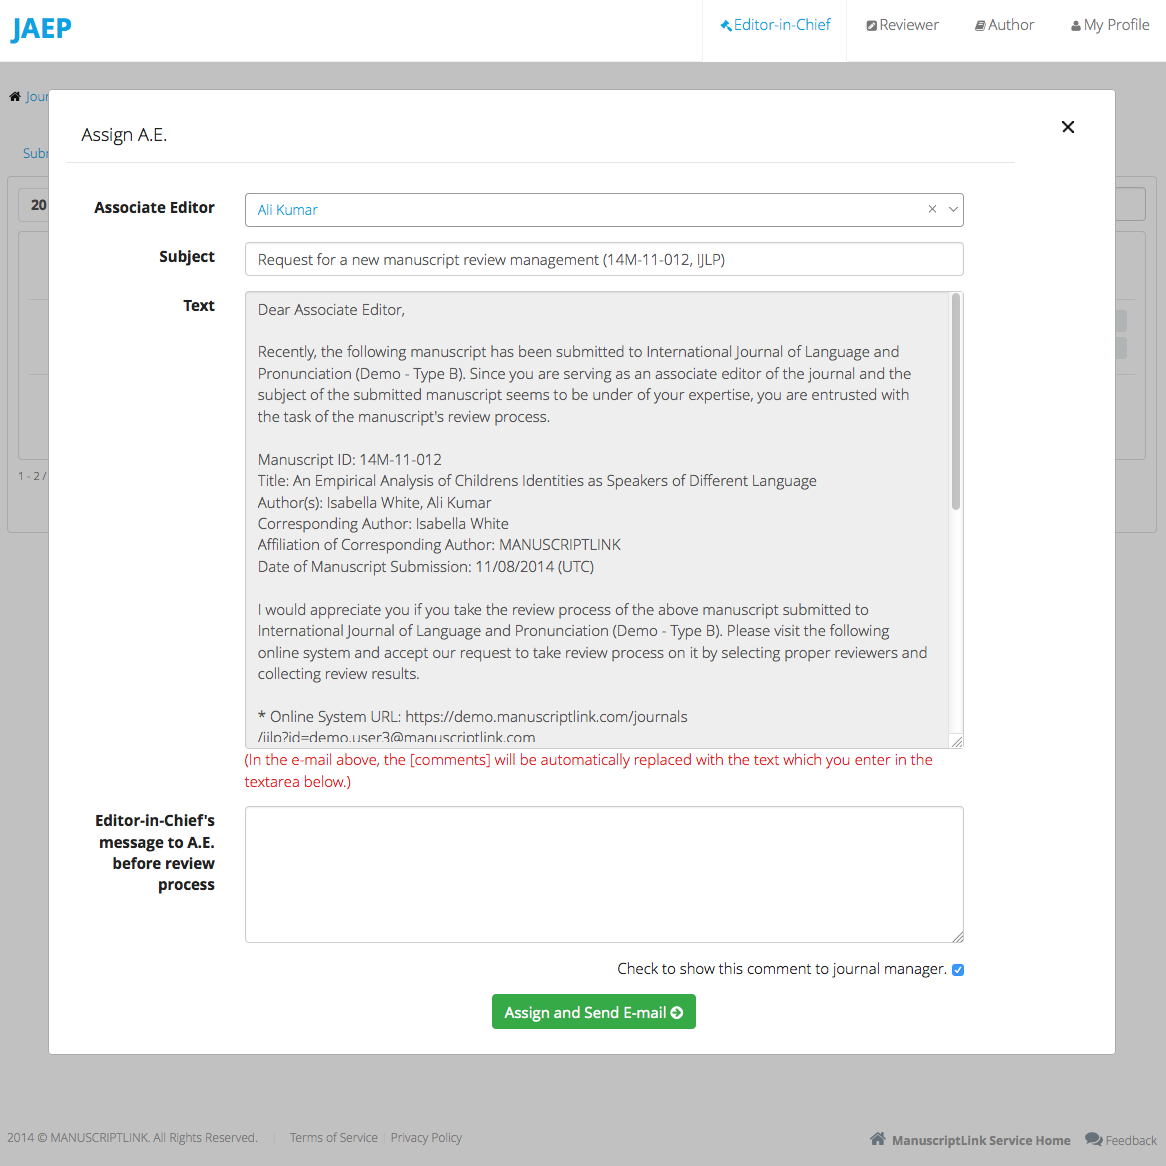 JAEP
Editor-in-Chief
Reviewer
Author
My Profile
Assign A.E.
Associate Editor
Ali Kumar
Subject
Request for a new manuscript review management (14M-11-012, IJLP)
Text
Dear Associate Editor,
Recently, the following manuscript has been submitted to International Journal of Language and
Pronunciation (Demo - Type B). Since you are serving as an associate editor of the journal and the
subject of the submitted manuscript seems to be under of your expertise, you are entrusted with
the task of the manuscript's review process.
Manuscript ID: 14M-11-012
Title: An Empirical Analysis of Childrens Identities as Speakers of Different Language
Author(s): Isabella White, Ali Kumar
Corresponding Author: Isabella White
Affiliation of Corresponding Author: MANUSCRIPTLINK
Date of Manuscript Submission: 11/08/2014 (UTC)
I would appreciate you if you take the review process of the above manuscript submitted to
International Journal of Language and Pronunciation (Demo - Type B). Please visit the following
online system and accept our request to take review process on it by selecting proper reviewers and
collecting review results.
* Online System URL: https://demo.manuscriptlink.com/journals
/ijlp?id=demo.user3@manuscriptlink.com
(In the e-mail above, the [comments] will be automatically replaced with the text which you enter in the
textarea below.)
Editor-in-Chief's
message to A.E.
before review
process
Check to show this comment to journal manager.
Assign and Send E-mail
20
1 - 2 /
2014 © MANUSCRIPTLINK. All Rights Reserved.
Terms of Service | Privacy Policy
ManuscriptLink Service Home
Feedback